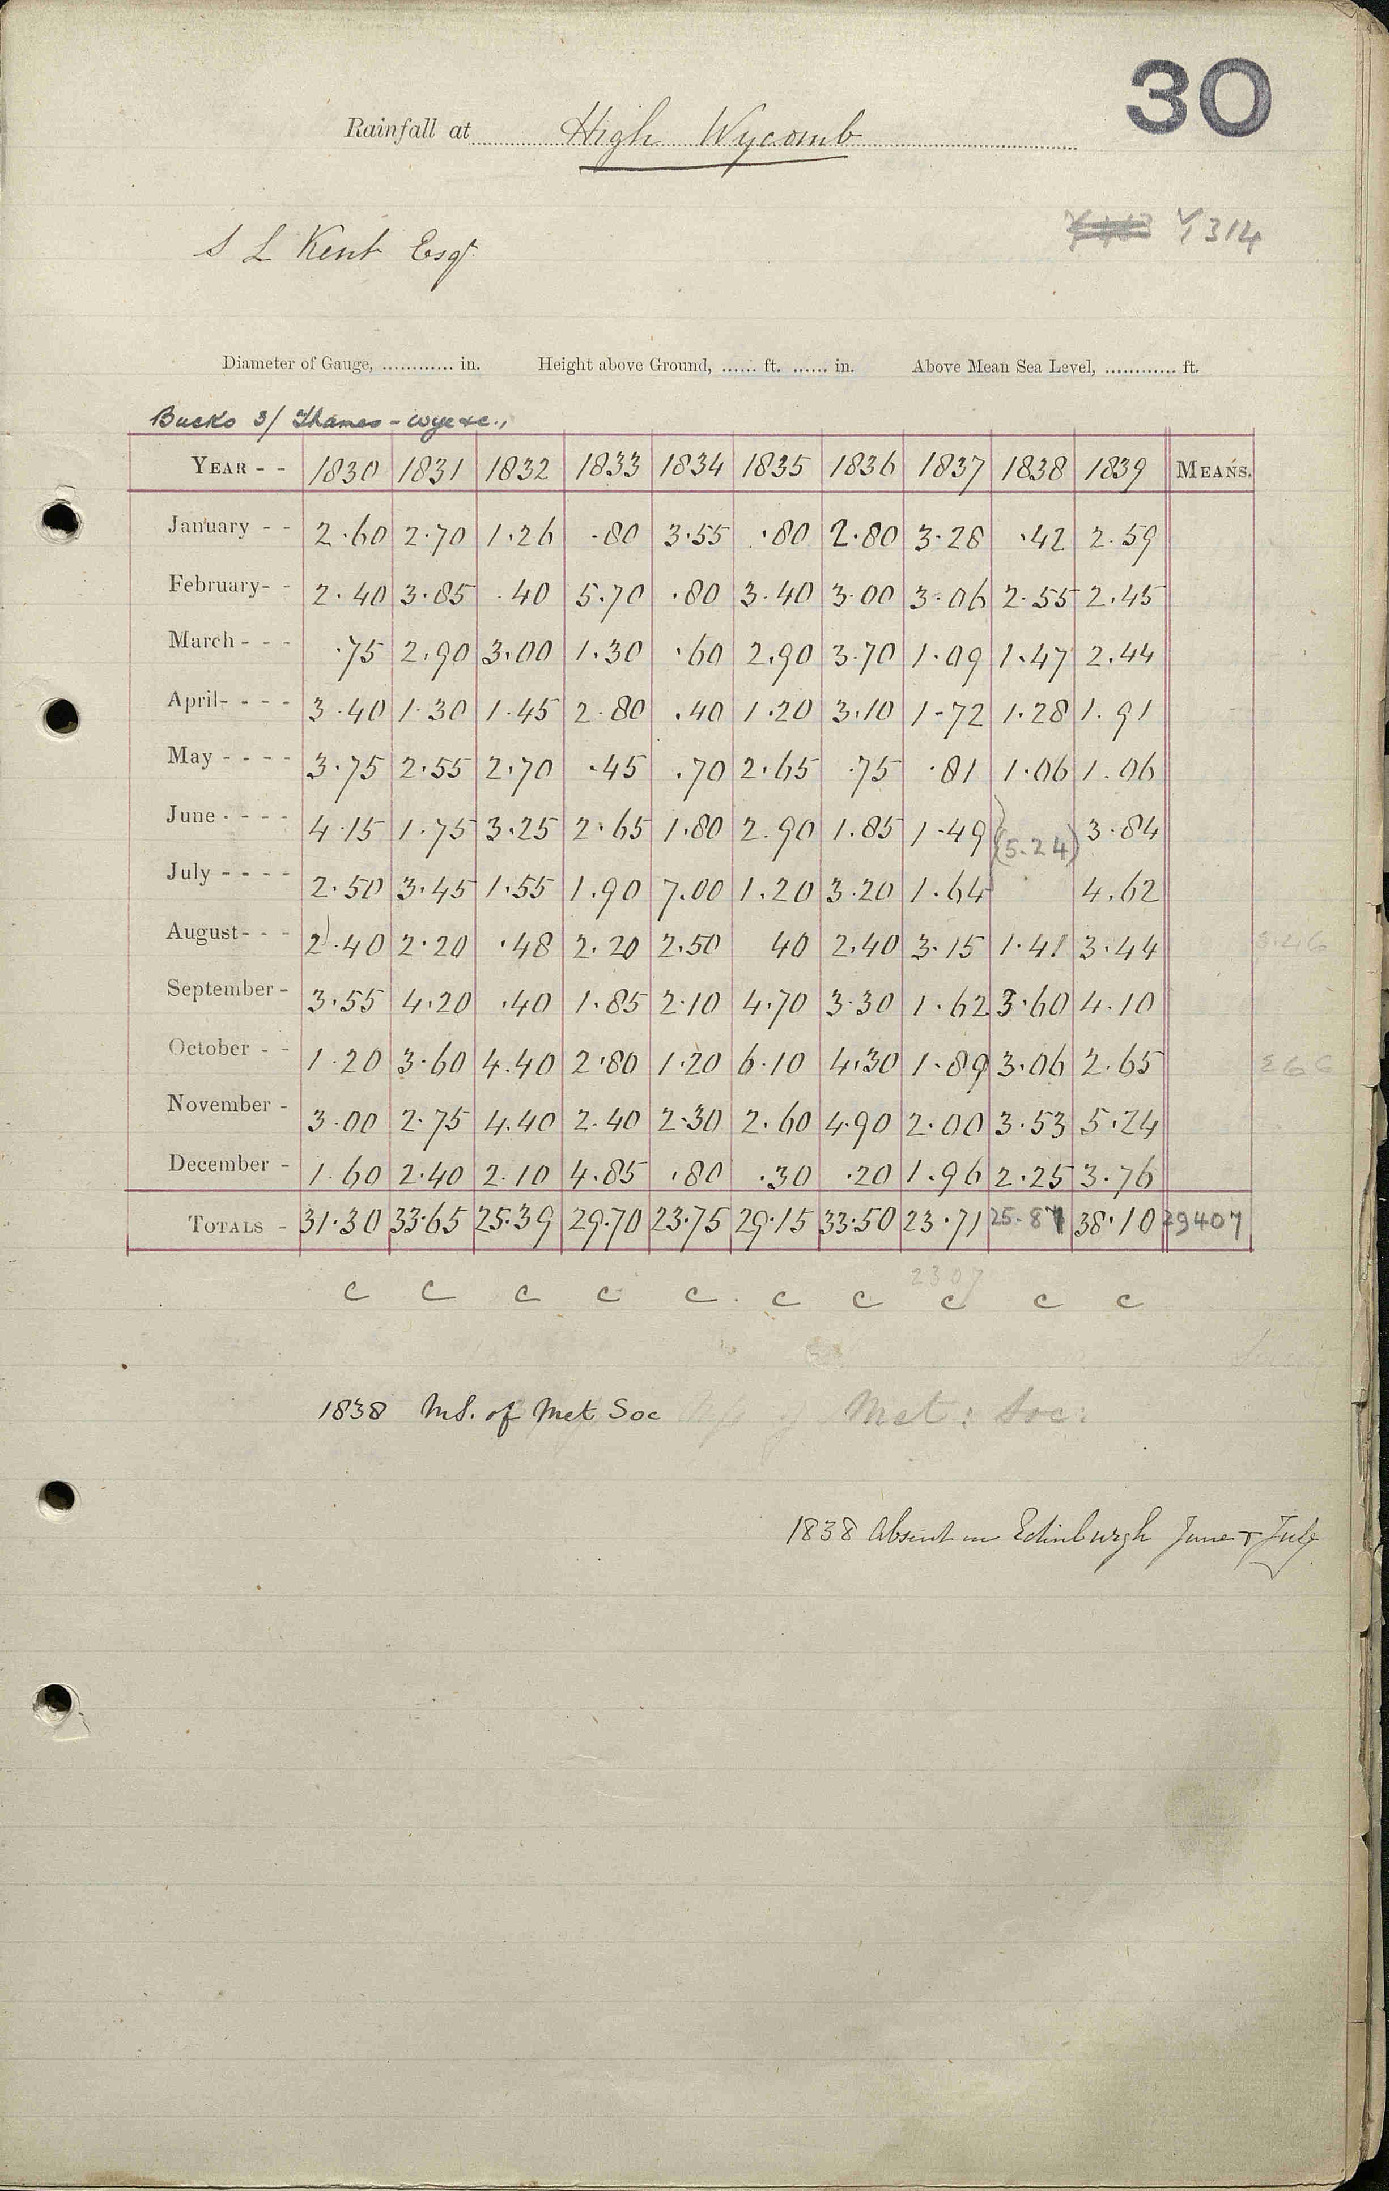 30
Rainfall at High Wycomb
Y 314
S L Kent Esqr
Diameter of Gauge, ............ in. Height above Ground, ...... ft. ...... in. Above Mean Sea Level, ............ ft.
Bucks 3/ Thames - Wye &c.,
YEAR - - 1830 1831 1832 1833 1834 1835 1836 1837 1838 1839 MEANS.
January - - 2.60 2.70 1.26 .80 3.55 .80 2.80 3.28 .42 2.59
February- - 2.40 3.85 .40 5.70 .80 3.40 3.00 3.06 2.55 2.45
March - - - .75 2.90 3.00 1.30 .60 2.90 3.70 1.09 1.47 2.44
April- - - - 3.40 1.30 1.45 2.80 .40 1.20 3.10 1.72 1.28 1.91
May - - - - 3.75 2.55 2.70 .45 .70 2.65 .75 .81 1.06 1.06
June - - - - 4.15 1.75 3.25 2.65 1.80 2.90 1.85 1.49 (5.24) 3.84
July - - - - 2.50 3.45 1.55 1.90 7.00 1.20 3.20 1.64 4.62
August- - - 2.40 2.20 .48 2.20 2.50 40 2.40 3.15 1.41 3.44
September - 3.55 4.20 .40 1.85 2.10 4.70 3.30 1.62 3.60 4.10
October - - 1.20 3.60 4.40 2.80 1.20 6.10 4.30 1.89 3.06 2.65
November - 3.00 2.75 4.40 2.40 2.30 2.60 4.90 2.00 3.53 5.24
December - 1.60 2.40 2.10 4.85 .80 .30 .20 1.96 2.25 3.76
TOTALS - 31.30 33.65 25.39 29.70 23.75 29.15 33.50 23.71 25.87 38.10 29407
2307
c c c c c c c c c c
1838 MS. of Met Soc Met: Soc:
1838 Absent in Edinburgh June & July